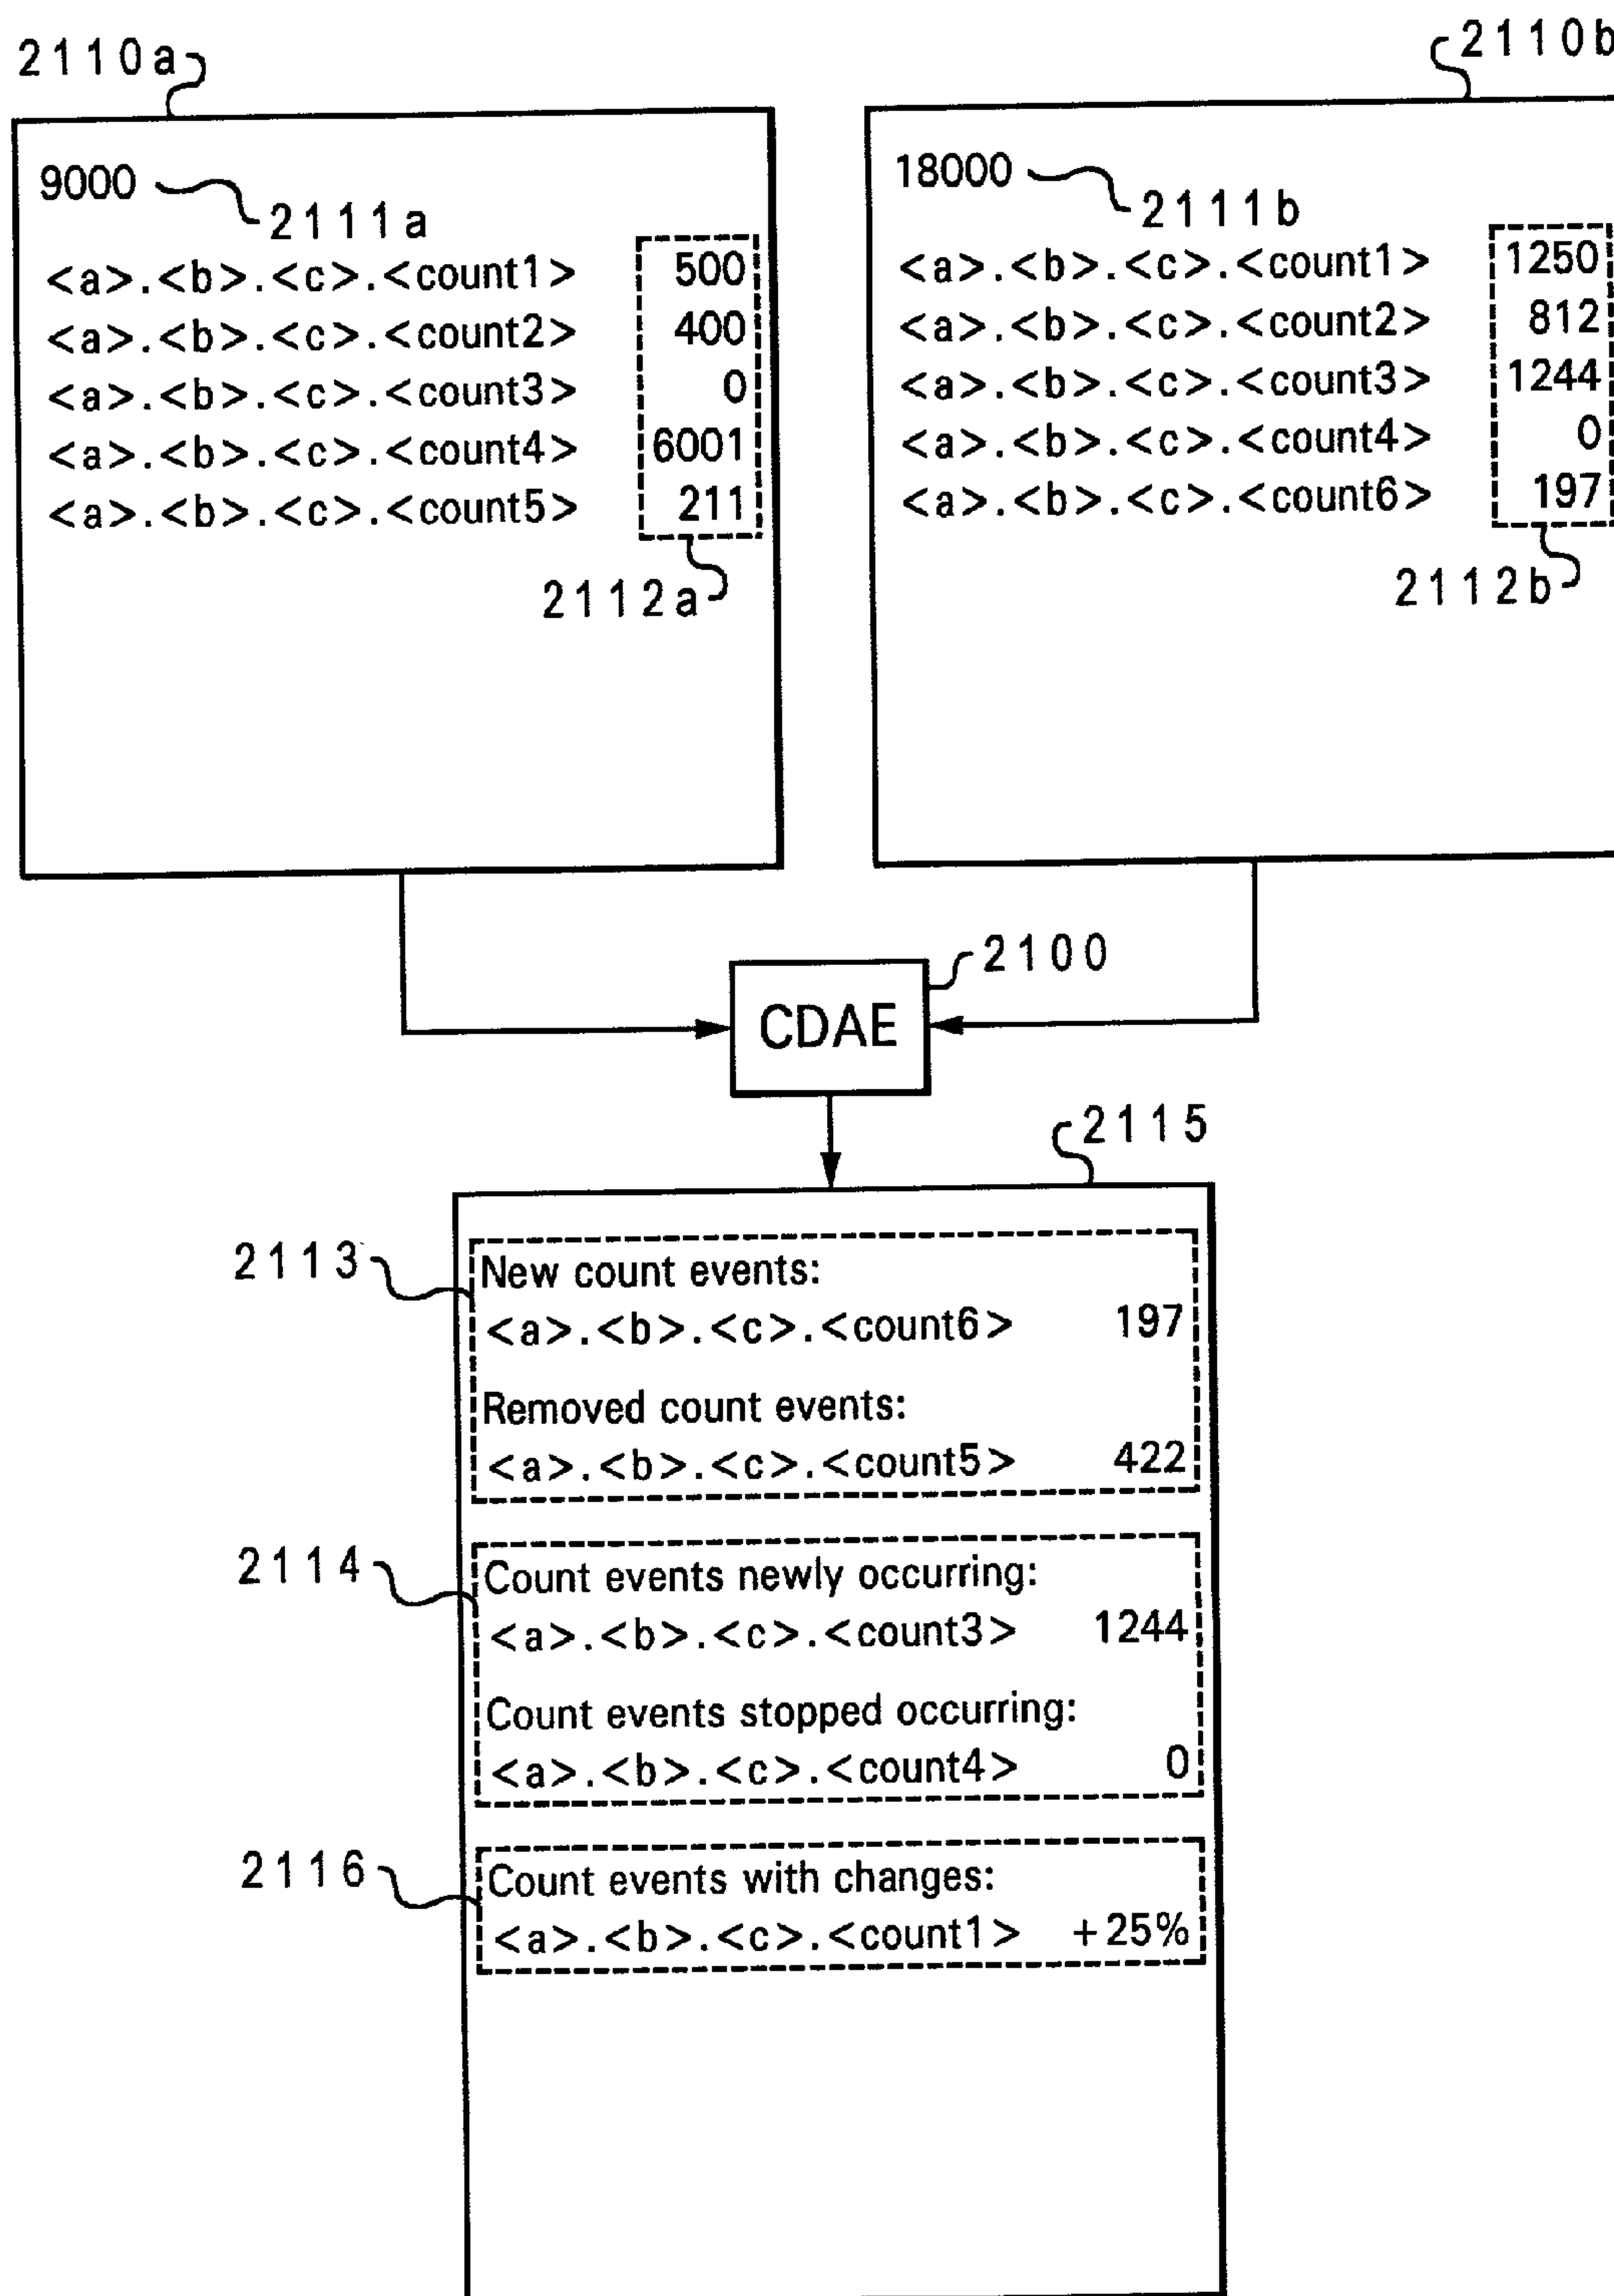 2110a
9000
2111a
<a>.<b>.<c>.<count1> 500
<a>.<b>.<c>.<count2> 400
<a>.<b>.<c>.<count3> 0
<a>.<b>.<c>.<count4> 6001
<a>.<b>.<c>.<count5> 211
2112a
2110b
18000
2111b
<a>.<b>.<c>.<count1> 1250
<a>.<b>.<c>.<count2> 812
<a>.<b>.<c>.<count3> 1244
<a>.<b>.<c>.<count4> 0
<a>.<b>.<c>.<count6> 197
2112b
2100
CDAE
2115
2113
New count events:
<a>.<b>.<c>.<count6> 197
Removed count events:
<a>.<b>.<c>.<count5> 422
2114
Count events newly occurring:
<a>.<b>.<c>.<count3> 1244
Count events stopped occurring:
<a>.<b>.<c>.<count4> 0
2116
Count events with changes:
<a>.<b>.<c>.<count1> +25%